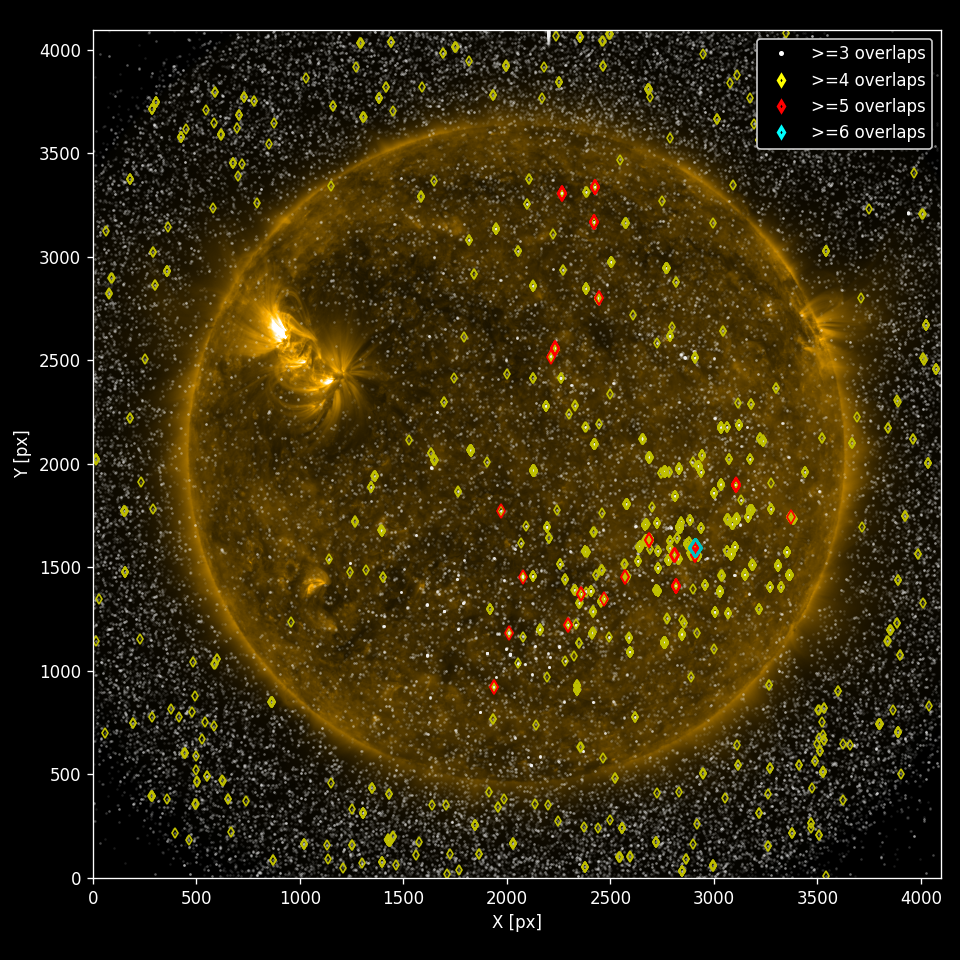 >=3 overlaps
>=4 overlaps
>=5 overlaps
>=6 overlaps
4000
3500
3000
2500
2000
1500
1000
500
0
Y [px]
0 500 1000 1500 2000 2500 3000 3500 4000
X [px]